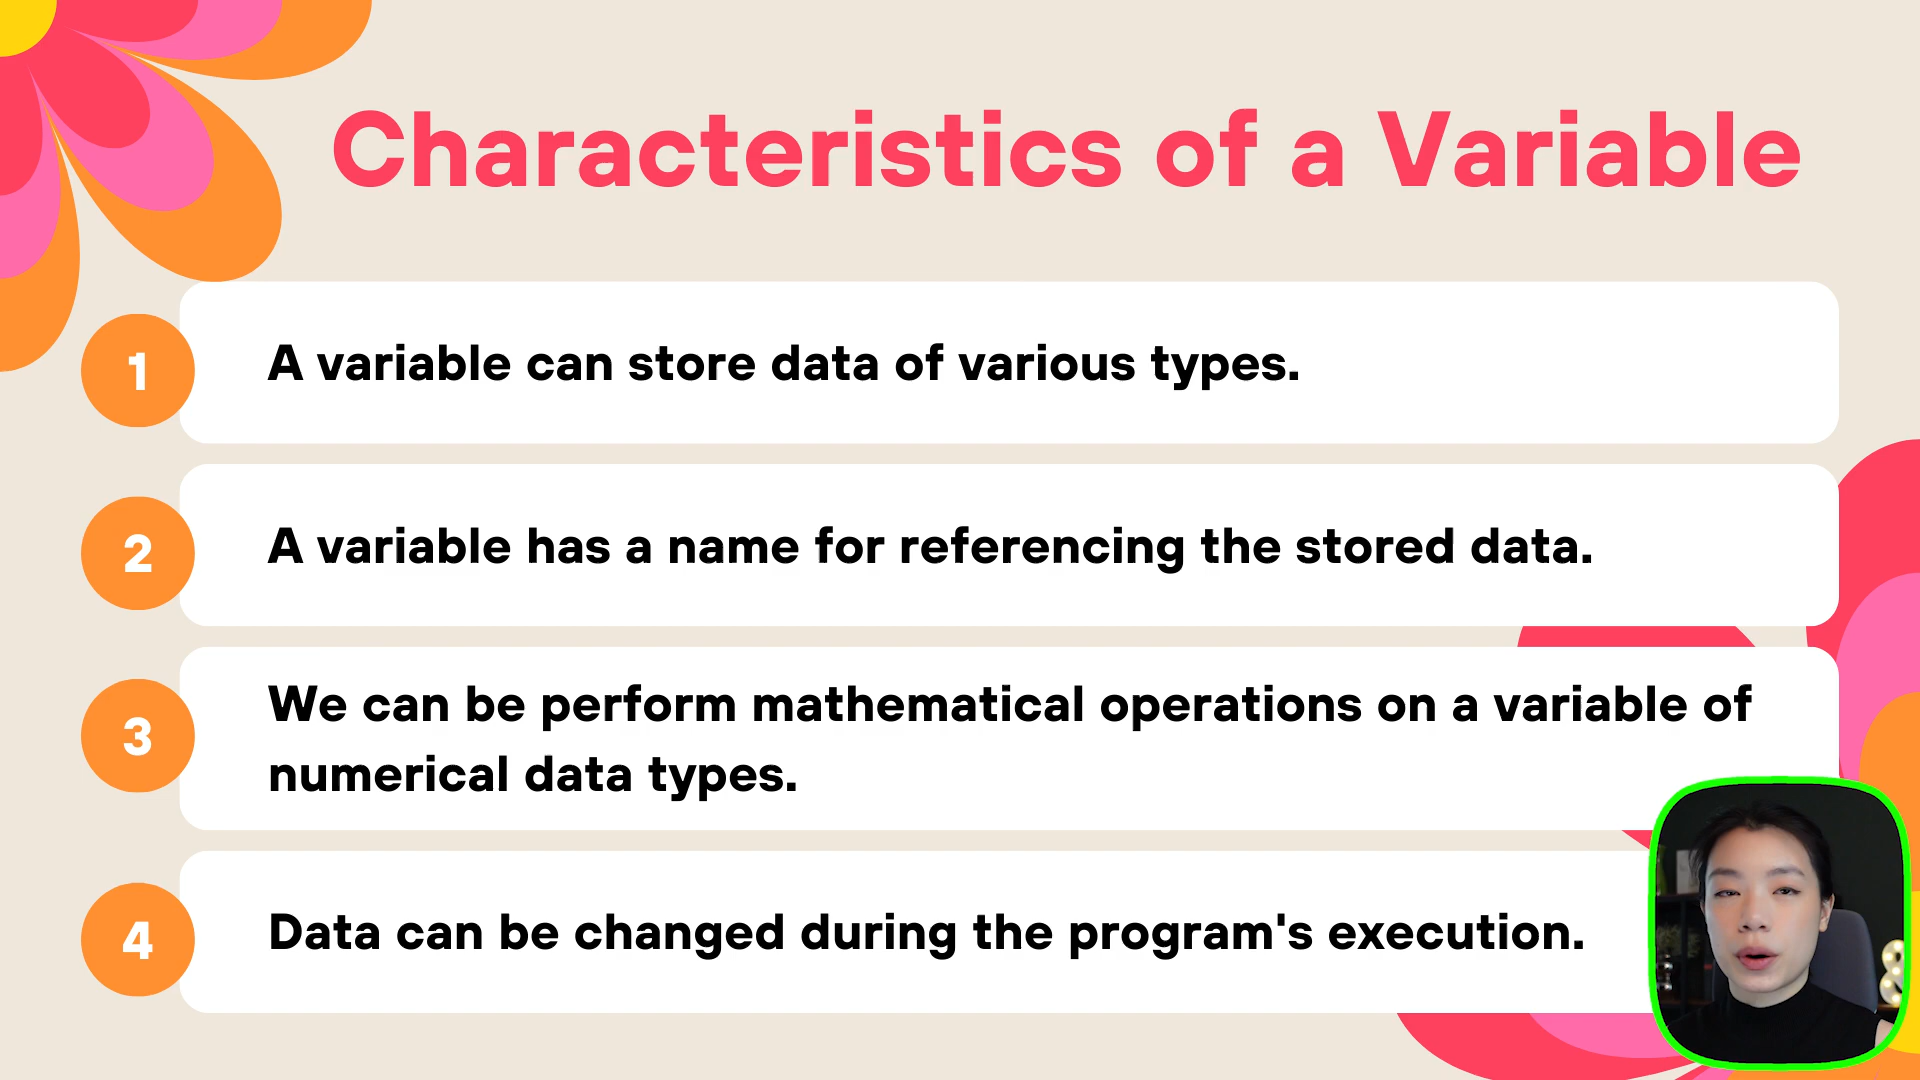 Characteristics of a Variable
1
A variable can store data of various types.
2
A variable has a name for referencing the stored data.
3
We can be perform mathematical operations on a variable of
numerical data types.
4
Data can be changed during the program's execution.